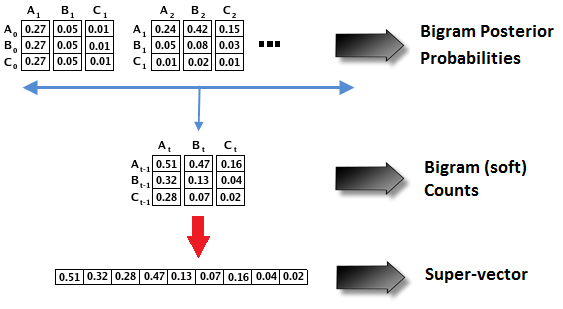 A1 B1 C1 A2 B2 C2
A0 0.27 0.05 0.01 A1 0.24 0.42 0.15
B0 0.27 0.05 0.01 B1 0.05 0.08 0.03
C0 0.27 0.05 0.01 C1 0.01 0.02 0.01
...
Bigram Posterior
Probabilities
At Bt Ct
At-1 0.51 0.47 0.16
Bt-1 0.32 0.13 0.04
Ct-1 0.28 0.07 0.02
Bigram (soft)
Counts
0.51 0.32 0.28 0.47 0.13 0.07 0.16 0.04 0.02
Super-vector